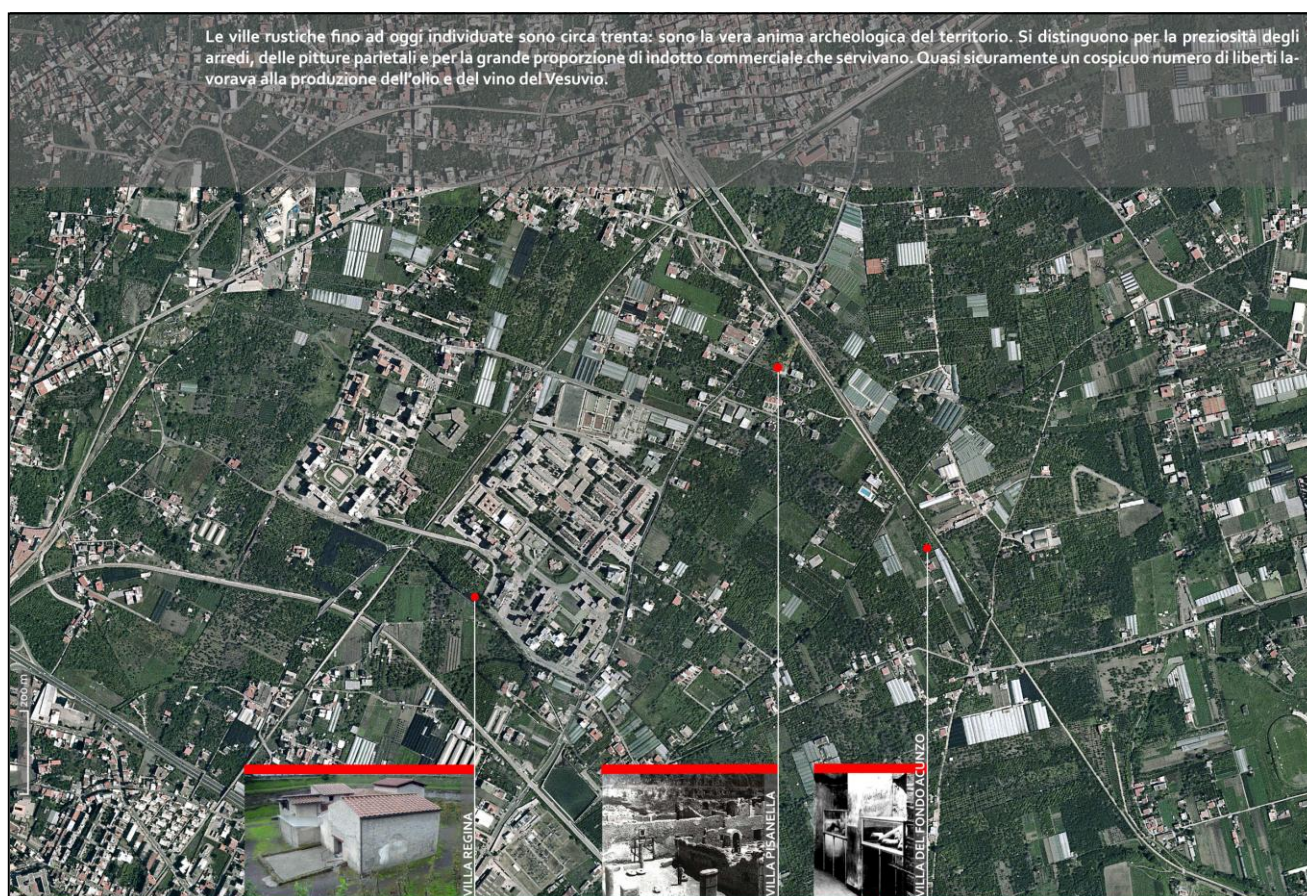 Le ville rustiche fino ad oggi individuate sono circa trenta: sono la vera anima archeologica del territorio. Si distinguono per la preziosità degli
arredi, delle pitture parietali e per la grande proporzione di indotto commerciale che servivano. Quasi sicuramente un cospicuo numero di liberti la-
vorava alla produzione dell'olio e del vino del Vesuvio.
200 m
VILLA REGINA
VILLA PISANELLA
VILLA DEL FONDO ACUNZO